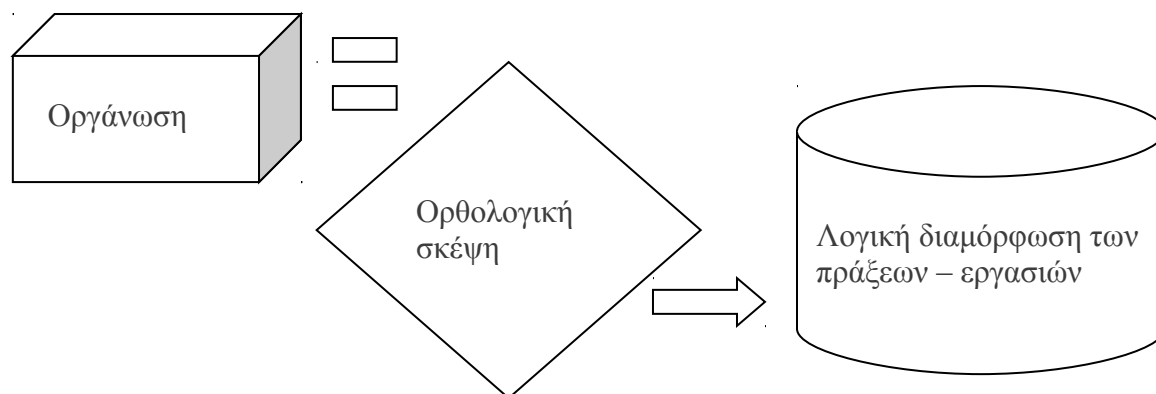 Οργάνωση
Ορθολογική
σκέψη
Λογική διαμόρφωση των
πράξεων – εργασιών